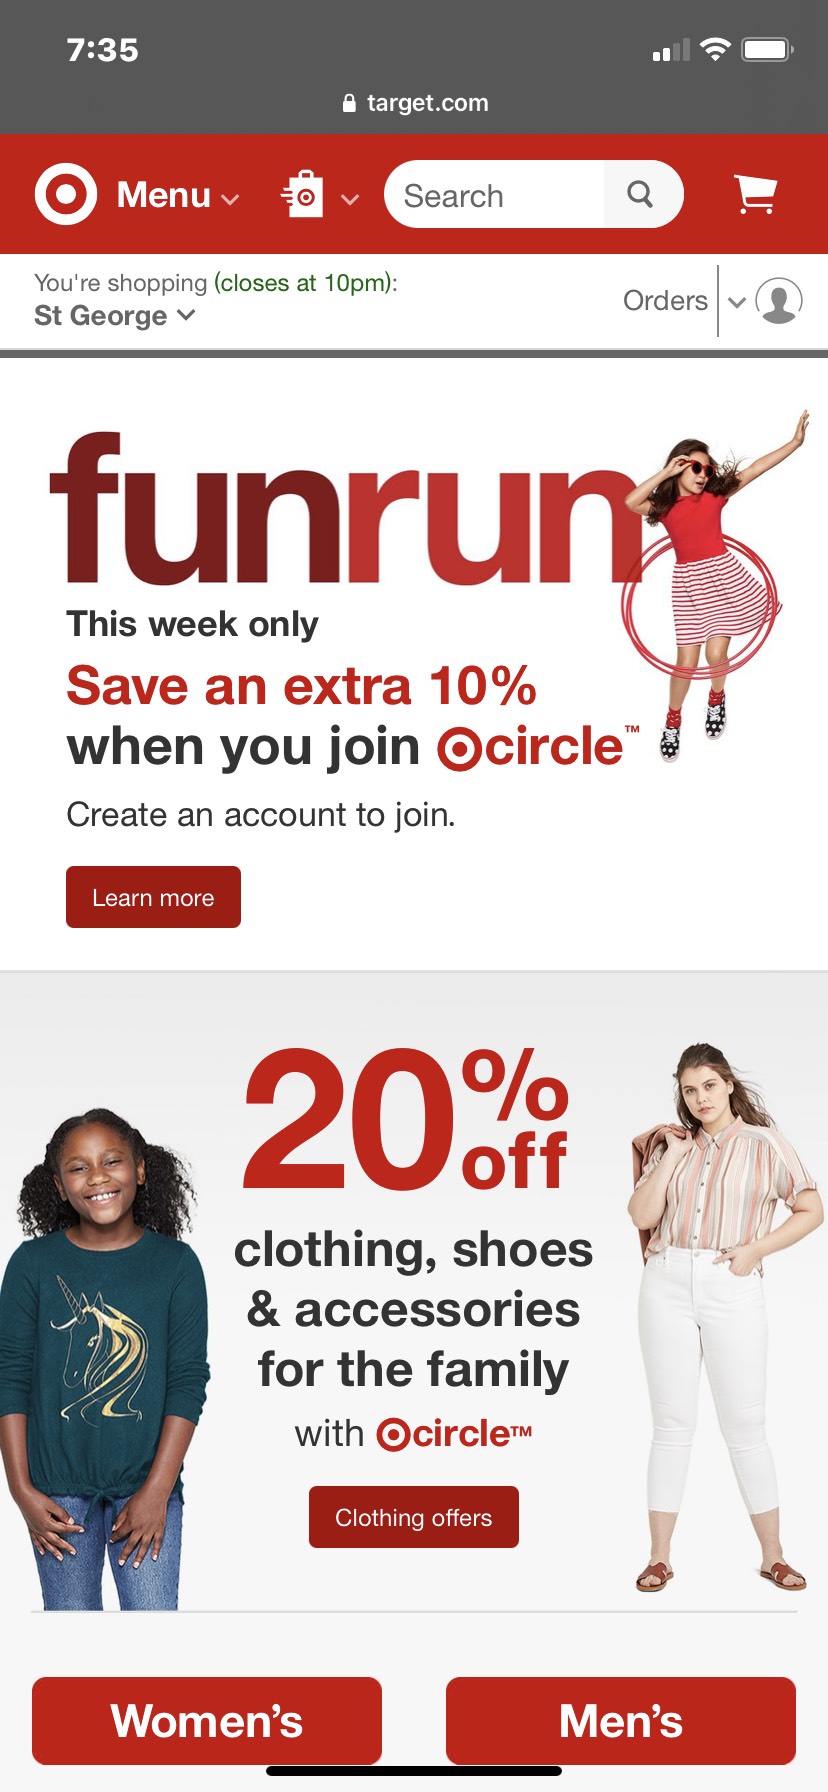 7:35
target.com
Menu
Search
You're shopping (closes at 10pm):
St George
Orders
funrun
This week only
Save an extra 10%
when you join circle™
Create an account to join.
Learn more
20% off
clothing, shoes
& accessories
for the family
with circle™
Clothing offers
Women's
Men's